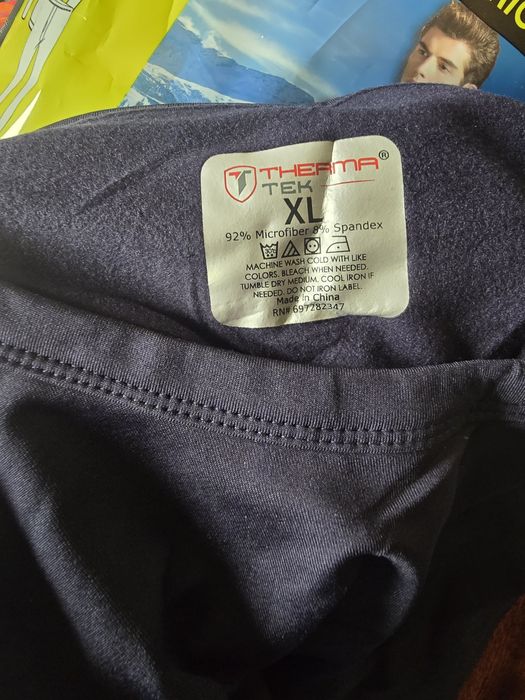 THERMA®
TEK
XL
92% Microfiber 8% Spandex
MACHINE WASH COLD WITH LIKE
COLORS. BLEACH WHEN NEEDED.
TUMBLE DRY MEDIUM. COOL IRON IF
NEEDED. DO NOT IRON LABEL.
Made in China
RN# 697282347